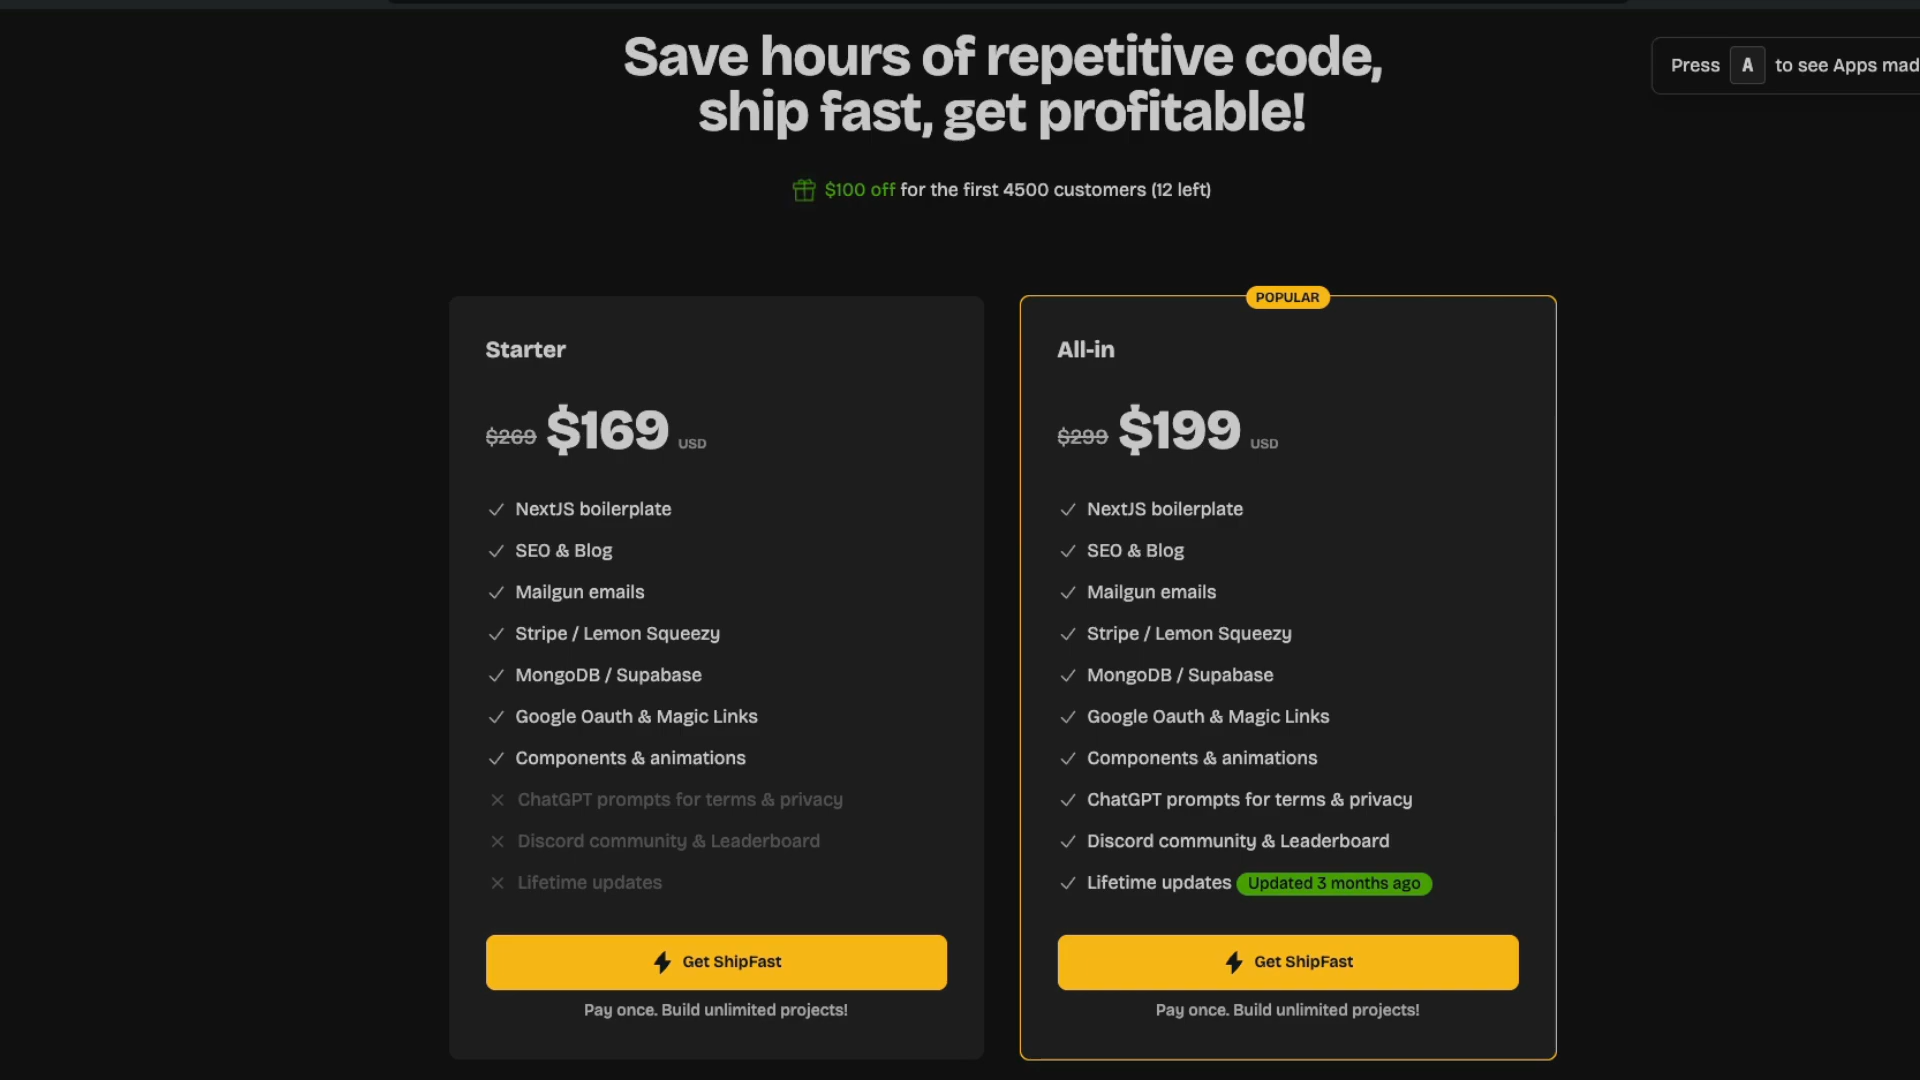 Save hours of repetitive code,
ship fast, get profitable!
Press A to see Apps mad
$100 off for the first 4500 customers (12 left)
Starter
$269 $169 USD
NextJS boilerplate
SEO & Blog
Mailgun emails
Stripe / Lemon Squeezy
MongoDB / Supabase
Google Oauth & Magic Links
Components & animations
ChatGPT prompts for terms & privacy
Discord community & Leaderboard
Lifetime updates
Get ShipFast
Pay once. Build unlimited projects!
POPULAR
All-in
$299 $199 USD
NextJS boilerplate
SEO & Blog
Mailgun emails
Stripe / Lemon Squeezy
MongoDB / Supabase
Google Oauth & Magic Links
Components & animations
ChatGPT prompts for terms & privacy
Discord community & Leaderboard
Lifetime updates Updated 3 months ago
Get ShipFast
Pay once. Build unlimited projects!